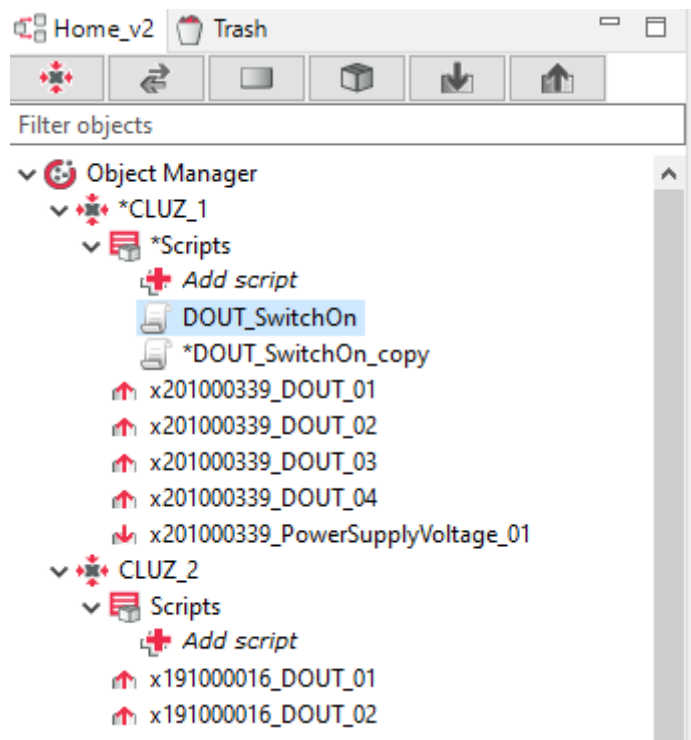 Home_v2 Trash
Filter objects
Object Manager
*CLUZ_1
*Scripts
Add script
DOUT_SwitchOn
*DOUT_SwitchOn_copy
x201000339_DOUT_01
x201000339_DOUT_02
x201000339_DOUT_03
x201000339_DOUT_04
x201000339_PowerSupplyVoltage_01
CLUZ_2
Scripts
Add script
x191000016_DOUT_01
x191000016_DOUT_02